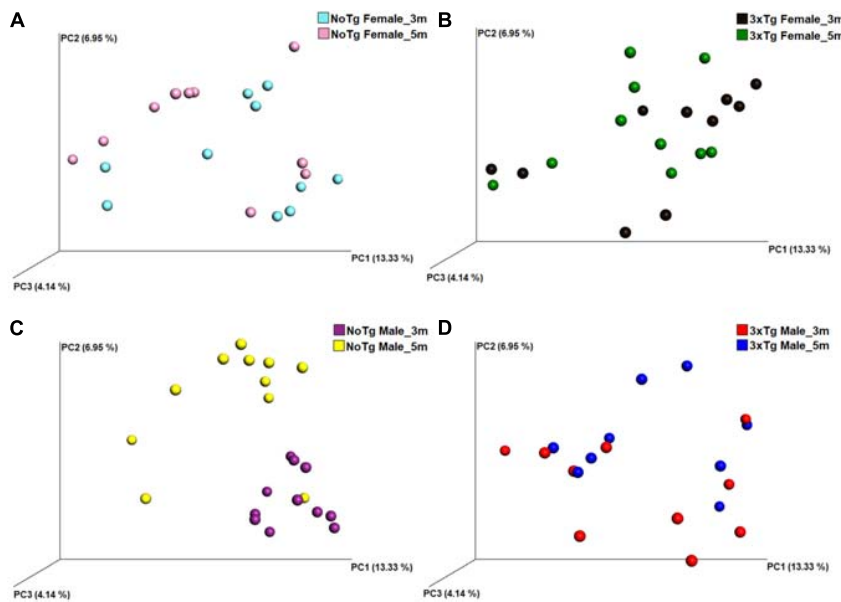 A
PC2 (6.95 %)
NoTg Female_3m
NoTg Female_5m
PC1 (13.33 %)
PC3 (4.14 %)
B
PC2 (6.95 %)
3xTg Female_3m
3xTg Female_5m
PC1 (13.33 %)
PC3 (4.14 %)
C
PC2 (6.95 %)
NoTg Male_3m
NoTg Male_5m
PC1 (13.33 %)
PC3 (4.14 %)
D
PC2 (6.95 %)
3xTg Male_3m
3xTg Male_5m
PC1 (13.33 %)
PC3 (4.14 %)